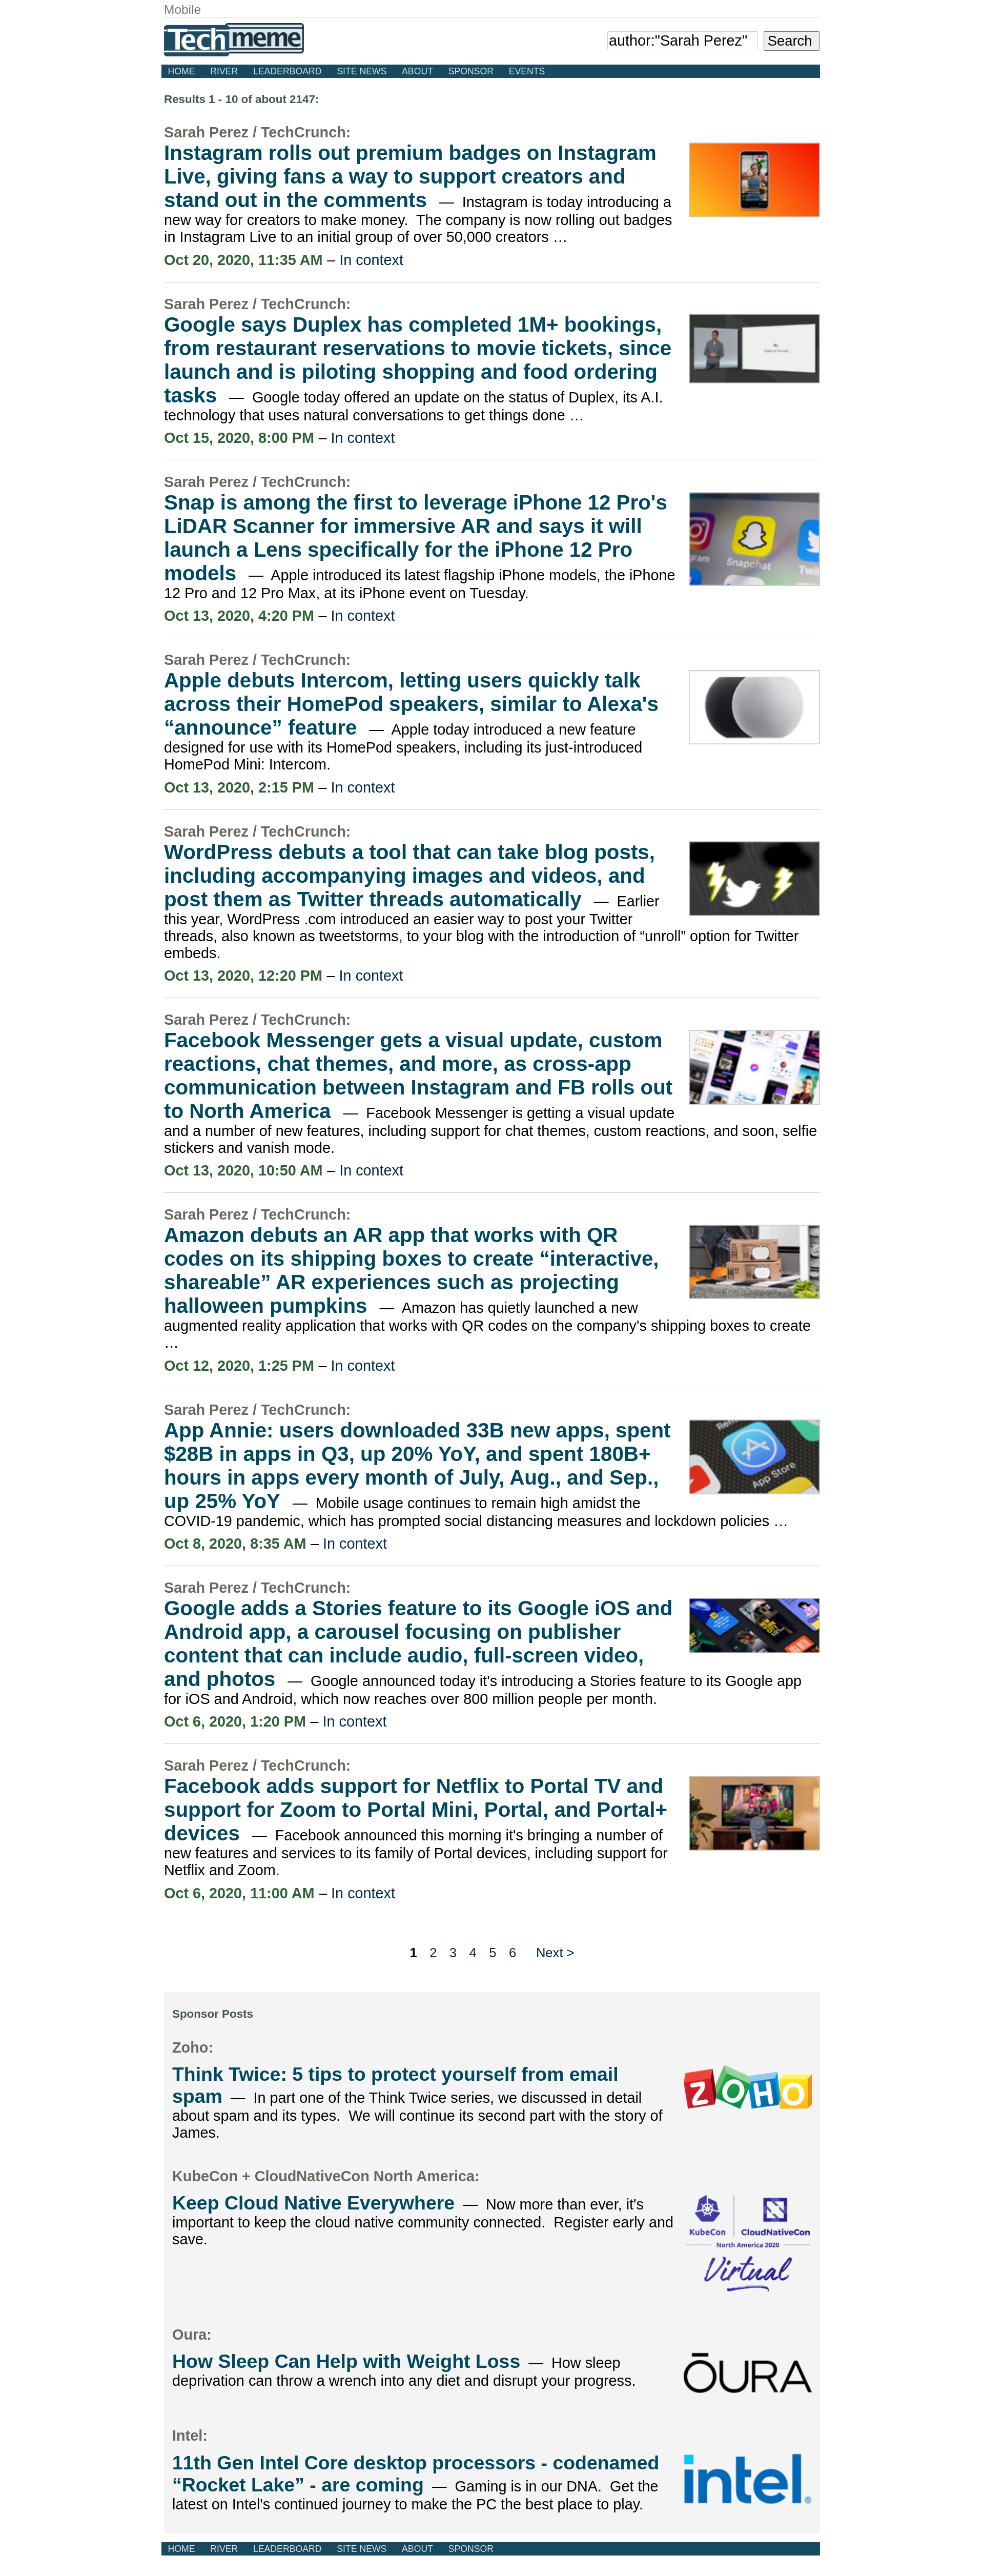 Mobile
Techmeme
author:"Sarah Perez"
Search
HOME RIVER LEADERBOARD SITE NEWS ABOUT SPONSOR EVENTS
Results 1 - 10 of about 2147:
Sarah Perez / TechCrunch:
Instagram rolls out premium badges on Instagram
Live, giving fans a way to support creators and
stand out in the comments — Instagram is today introducing a
new way for creators to make money. The company is now rolling out badges
in Instagram Live to an initial group of over 50,000 creators …
Oct 20, 2020, 11:35 AM – In context
Sarah Perez / TechCrunch:
Google says Duplex has completed 1M+ bookings,
from restaurant reservations to movie tickets, since
launch and is piloting shopping and food ordering
tasks — Google today offered an update on the status of Duplex, its A.I.
technology that uses natural conversations to get things done …
Oct 15, 2020, 8:00 PM – In context
Sarah Perez / TechCrunch:
Snap is among the first to leverage iPhone 12 Pro's
LiDAR Scanner for immersive AR and says it will
launch a Lens specifically for the iPhone 12 Pro
models — Apple introduced its latest flagship iPhone models, the iPhone
12 Pro and 12 Pro Max, at its iPhone event on Tuesday.
Oct 13, 2020, 4:20 PM – In context
gram
Snapchat
Twi
Sarah Perez / TechCrunch:
Apple debuts Intercom, letting users quickly talk
across their HomePod speakers, similar to Alexa's
“announce” feature — Apple today introduced a new feature
designed for use with its HomePod speakers, including its just-introduced
HomePod Mini: Intercom.
Oct 13, 2020, 2:15 PM – In context
Sarah Perez / TechCrunch:
WordPress debuts a tool that can take blog posts,
including accompanying images and videos, and
post them as Twitter threads automatically — Earlier
this year, WordPress .com introduced an easier way to post your Twitter
threads, also known as tweetstorms, to your blog with the introduction of “unroll” option for Twitter
embeds.
Oct 13, 2020, 12:20 PM – In context
Sarah Perez / TechCrunch:
Facebook Messenger gets a visual update, custom
reactions, chat themes, and more, as cross-app
communication between Instagram and FB rolls out
to North America — Facebook Messenger is getting a visual update
and a number of new features, including support for chat themes, custom reactions, and soon, selfie
stickers and vanish mode.
Oct 13, 2020, 10:50 AM – In context
Sarah Perez / TechCrunch:
Amazon debuts an AR app that works with QR
codes on its shipping boxes to create “interactive,
shareable” AR experiences such as projecting
halloween pumpkins — Amazon has quietly launched a new
augmented reality application that works with QR codes on the company's shipping boxes to create
…
Oct 12, 2020, 1:25 PM – In context
Sarah Perez / TechCrunch:
App Annie: users downloaded 33B new apps, spent
$28B in apps in Q3, up 20% YoY, and spent 180B+
hours in apps every month of July, Aug., and Sep.,
up 25% YoY — Mobile usage continues to remain high amidst the
COVID-19 pandemic, which has prompted social distancing measures and lockdown policies …
Oct 8, 2020, 8:35 AM – In context
App Store
Sarah Perez / TechCrunch:
Google adds a Stories feature to its Google iOS and
Android app, a carousel focusing on publisher
content that can include audio, full-screen video,
and photos — Google announced today it's introducing a Stories feature to its Google app
for iOS and Android, which now reaches over 800 million people per month.
Oct 6, 2020, 1:20 PM – In context
Sarah Perez / TechCrunch:
Facebook adds support for Netflix to Portal TV and
support for Zoom to Portal Mini, Portal, and Portal+
devices — Facebook announced this morning it's bringing a number of
new features and services to its family of Portal devices, including support for
Netflix and Zoom.
Oct 6, 2020, 11:00 AM – In context
1 2 3 4 5 6 Next >
Sponsor Posts
Zoho:
Think Twice: 5 tips to protect yourself from email
spam — In part one of the Think Twice series, we discussed in detail
about spam and its types. We will continue its second part with the story of
James.
ZOHO
KubeCon + CloudNativeCon North America:
Keep Cloud Native Everywhere — Now more than ever, it's
important to keep the cloud native community connected. Register early and
save.
KubeCon CloudNativeCon
North America 2020
Virtual
Oura:
How Sleep Can Help with Weight Loss — How sleep
deprivation can throw a wrench into any diet and disrupt your progress.
ŌURA
Intel:
11th Gen Intel Core desktop processors - codenamed
“Rocket Lake” - are coming — Gaming is in our DNA. Get the
latest on Intel's continued journey to make the PC the best place to play.
intel®
HOME RIVER LEADERBOARD SITE NEWS ABOUT SPONSOR